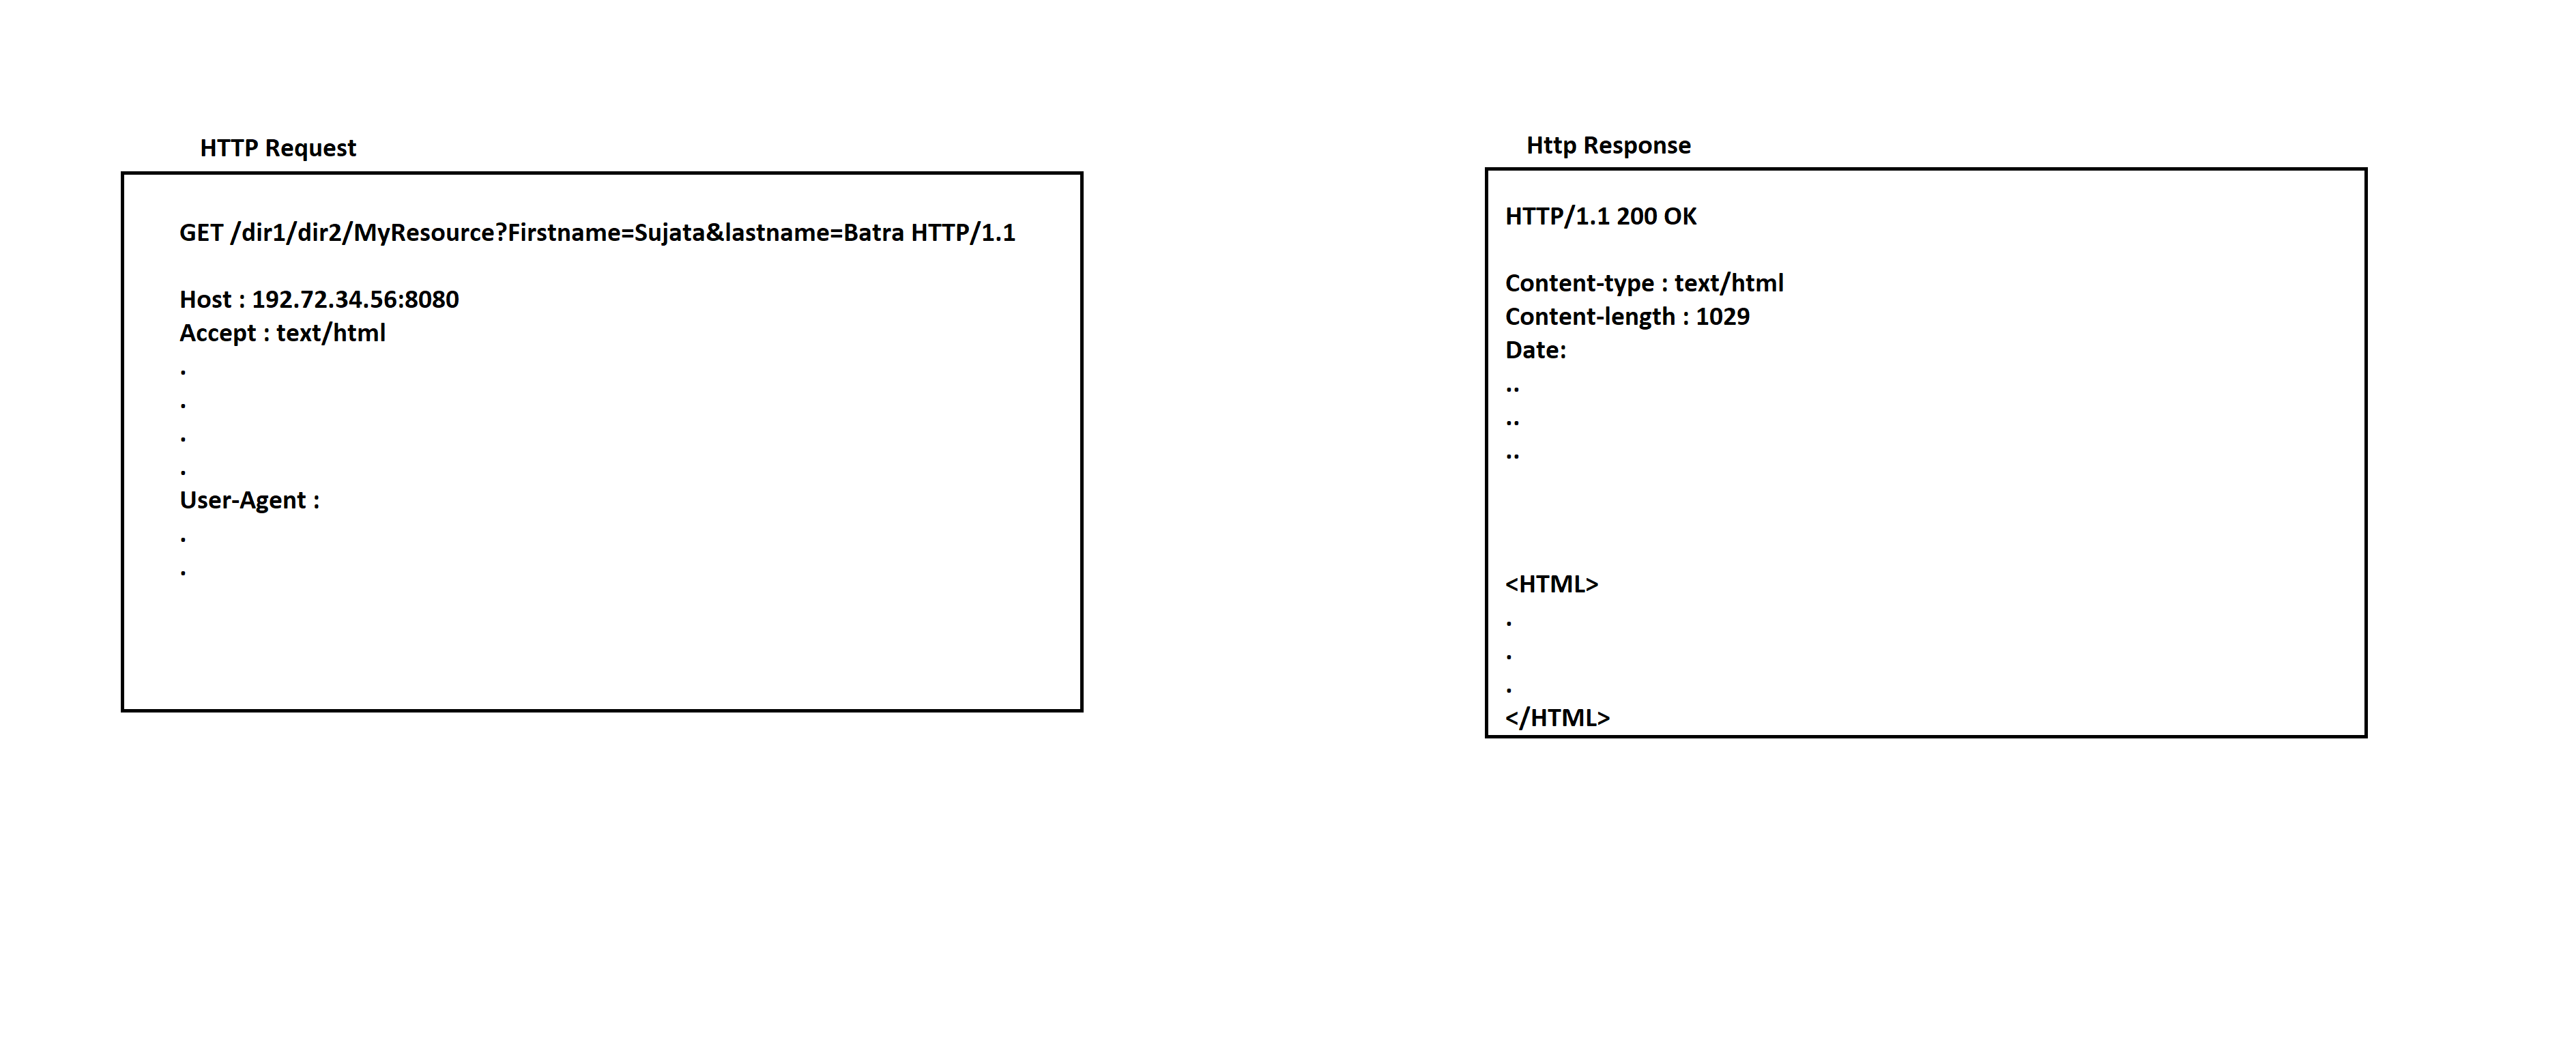 HTTP Request
GET /dir1/dir2/MyResource?Firstname=Sujata&lastname=Batra HTTP/1.1
Host : 192.72.34.56:8080
Accept : text/html
.
.
.
.
User-Agent :
.
.
Http Response
HTTP/1.1 200 OK
Content-type : text/html
Content-length : 1029
Date:
..
..
..
<HTML>
.
.
.
</HTML>